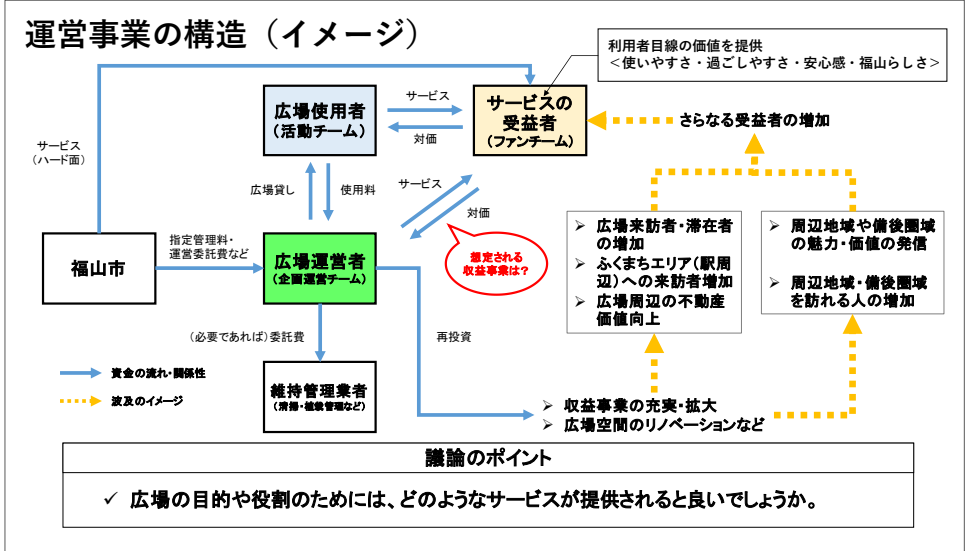 運営事業の構造（イメージ）
利用者目線の価値を提供
＜使いやすさ・過ごしやすさ・安心感・福山らしさ＞
広場使用者
（活動チーム）
サービス
対価
サービスの
受益者
（ファンチーム）
さらなる受益者の増加
サービス
（ハード面）
広場貸し
使用料
サービス
対価
想定される
収益事業は？
福山市
指定管理料・
運営委託費など
広場運営者
（企画運営チーム）
➢ 広場来訪者・滞在者
の増加
➢ ふくまちエリア（駅周
辺）への来訪者増加
➢ 広場周辺の不動産
価値向上
➢ 周辺地域や備後圏域
の魅力・価値の発信
➢ 周辺地域・備後圏域
を訪れる人の増加
（必要であれば）委託費
再投資
維持管理業者
（清掃・植栽管理など）
資金の流れ・関係性
波及のイメージ
➢ 収益事業の充実・拡大
➢ 広場空間のリノベーションなど
議論のポイント
✓ 広場の目的や役割のためには、どのようなサービスが提供されると良いでしょうか。